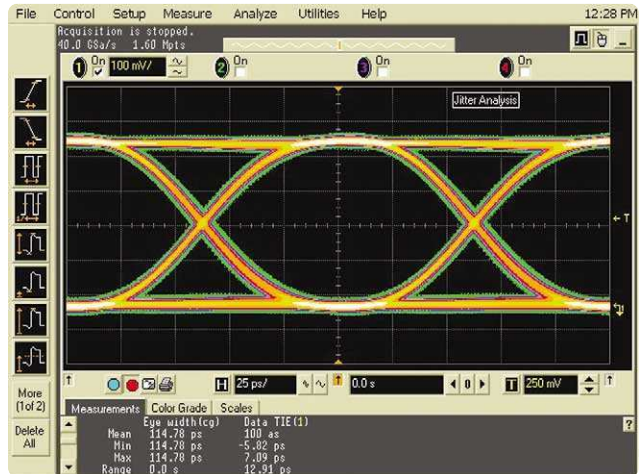 File Control Setup Measure Analyze Utilities Help 12:28 PM
Acquisition is stopped.
40.0 GSa/s 1.60 Mpts
1 On 100 mV/ 2 On 3 On 4 On
Jitter Analysis
T
More
(1 of 2)
Delete
All
H 25 ps/ 0.0 s 0 T 250 mV
Measurements Color Grade Scales
Eye width(cg) Data TIE(1)
Mean 114.78 ps 100 as
Min 114.78 ps -5.82 ps
Max 114.78 ps 7.09 ps
Range 0.0 s 12.91 ps
?